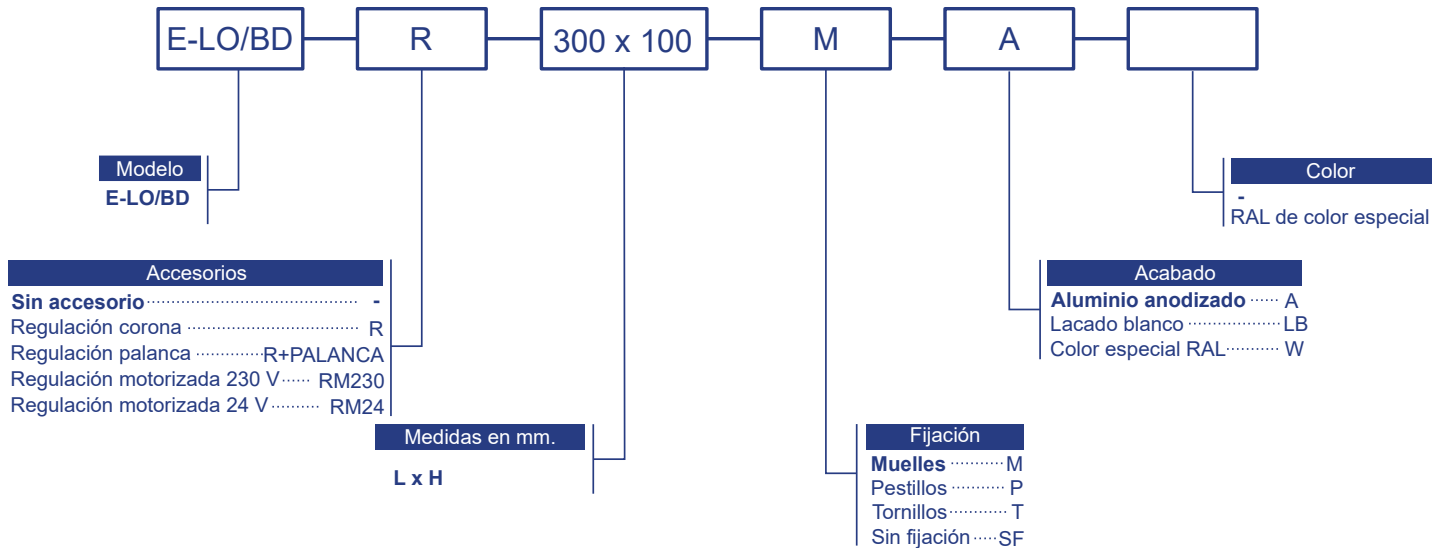 E-LO/BD R 300 x 100 M A
Modelo
E-LO/BD
Color
-
RAL de color especial
Accesorios
Sin accesorio -
Regulación corona R
Regulación palanca R+PALANCA
Regulación motorizada 230 V RM230
Regulación motorizada 24 V RM24
Acabado
Aluminio anodizado A
Lacado blanco LB
Color especial RAL W
Medidas en mm.
L x H
Fijación
Muelles M
Pestillos P
Tornillos T
Sin fijación SF